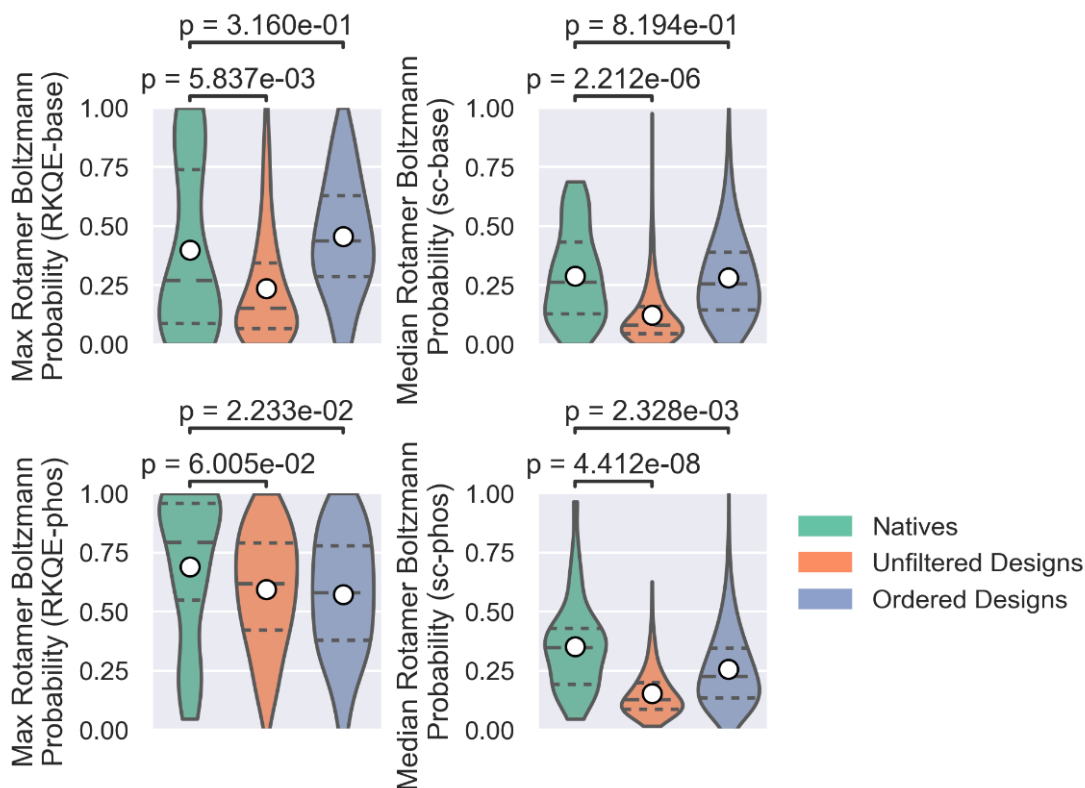 p = 3.160e-01
p = 5.837e-03
Max Rotamer Boltzmann
Probability (RKQE-base)
1.00
0.75
0.50
0.25
0.00
p = 8.194e-01
p = 2.212e-06
Median Rotamer Boltzmann
Probability (sc-base)
1.00
0.75
0.50
0.25
0.00
p = 2.233e-02
p = 6.005e-02
Max Rotamer Boltzmann
Probability (RKQE-phos)
1.00
0.75
0.50
0.25
0.00
p = 2.328e-03
p = 4.412e-08
Median Rotamer Boltzmann
Probability (sc-phos)
1.00
0.75
0.50
0.25
0.00
Natives
Unfiltered Designs
Ordered Designs